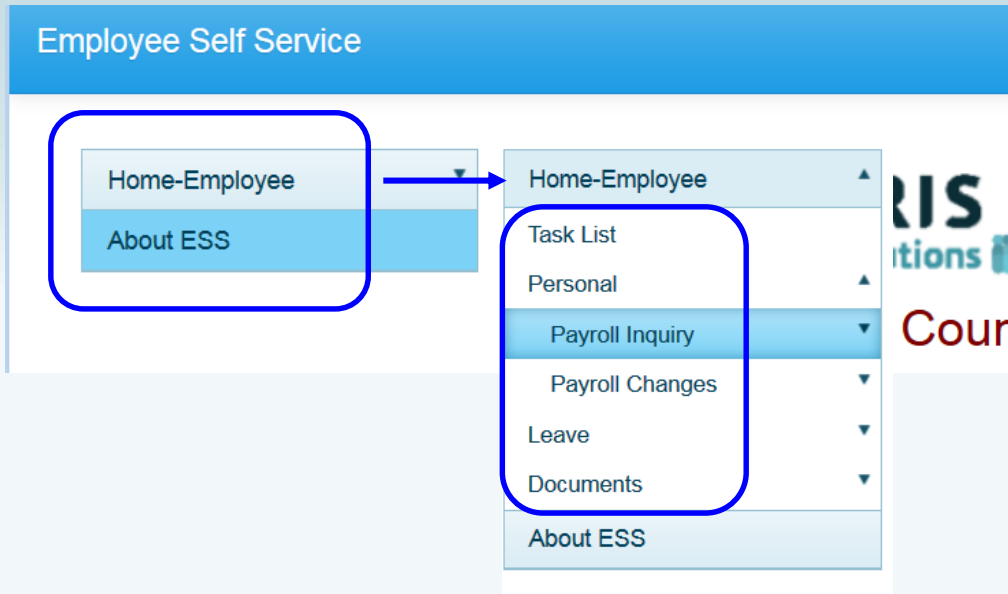 Employee Self Service
Home-Employee
About ESS
Home-Employee
Task List
Personal
Payroll Inquiry
Payroll Changes
Leave
Documents
About ESS